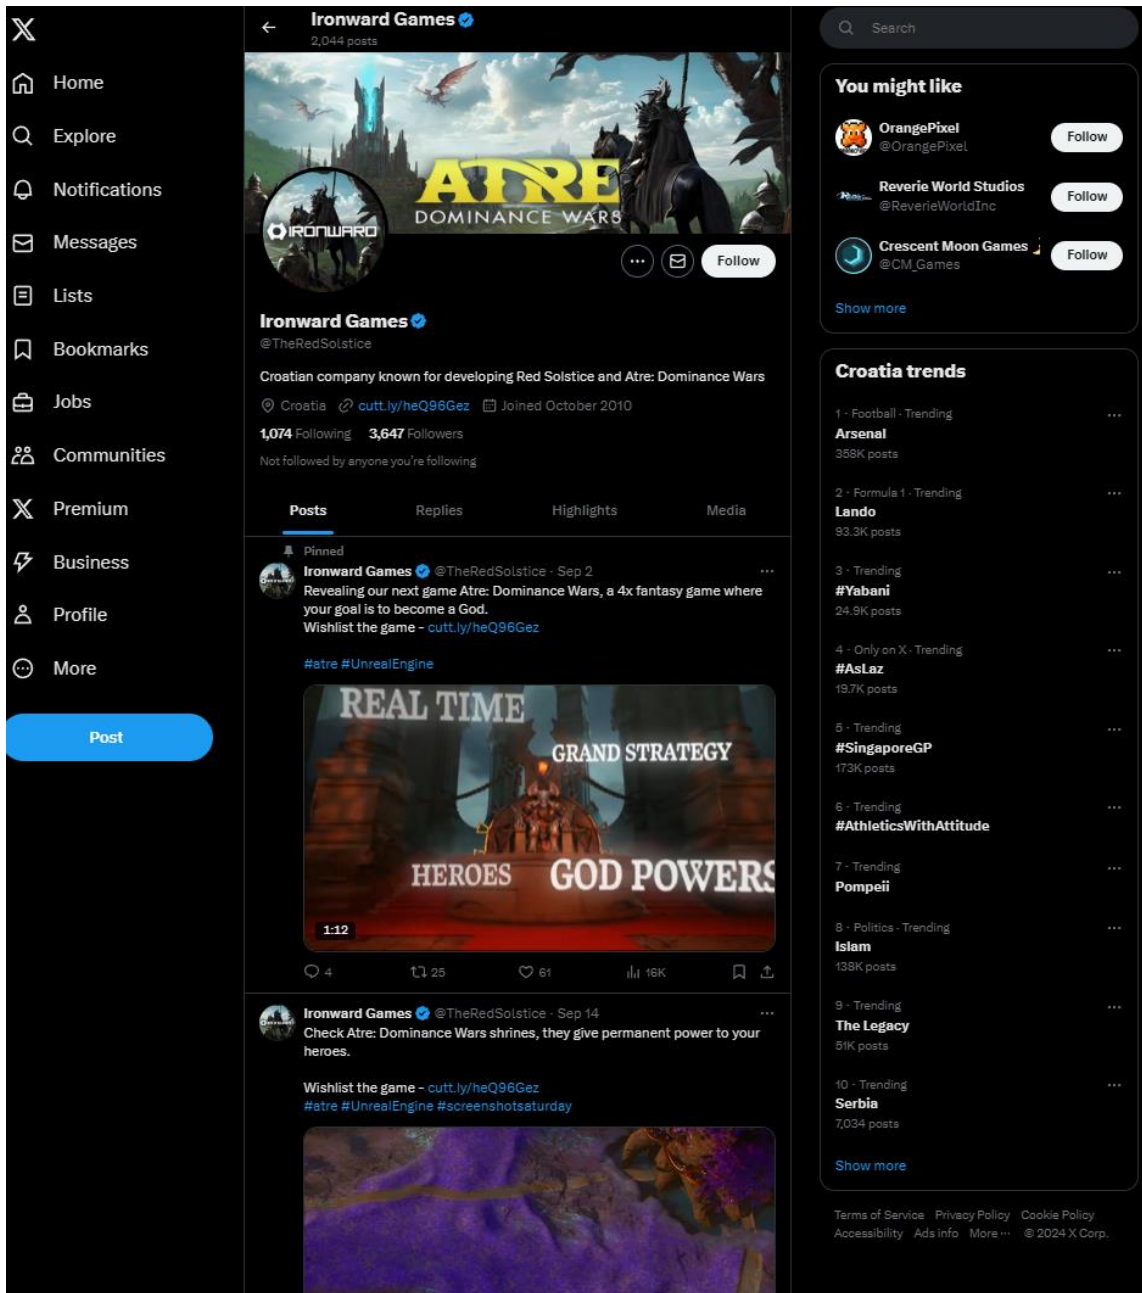 X
Home
Explore
Notifications
Messages
Lists
Bookmarks
Jobs
Communities
Premium
Business
Profile
More
Post
Ironward Games
2,044 posts
ATRE
DOMINANCE WARS
IRONWARD
Follow
Ironward Games
@TheRedSolstice
Croatian company known for developing Red Solstice and Atre: Dominance Wars
Croatia cutt.ly/heQ96Gez Joined October 2010
1,074 Following 3,647 Followers
Not followed by anyone you're following
Posts Replies Highlights Media
Pinned
Ironward Games @TheRedSolstice · Sep 2
Revealing our next game Atre: Dominance Wars, a 4x fantasy game where
your goal is to become a God.
Wishlist the game - cutt.ly/heQ96Gez
#atre #UnrealEngine
REAL TIME
GRAND STRATEGY
HEROES GOD POWERS
1:12
4 25 61 16K
Ironward Games @TheRedSolstice · Sep 14
Check Atre: Dominance Wars shrines, they give permanent power to your
heroes.
Wishlist the game - cutt.ly/heQ96Gez
#atre #UnrealEngine #screenshotsaturday
Search
You might like
OrangePixel
@OrangePixel
Follow
Reverie World Studios
@ReverieWorldInc
Follow
Crescent Moon Games
@CM_Games
Follow
Show more
Croatia trends
1 · Football · Trending
Arsenal
358K posts
2 · Formula 1 · Trending
Lando
93.3K posts
3 · Trending
#Yabani
24.9K posts
4 · Only on X · Trending
#AsLaz
19.7K posts
5 · Trending
#SingaporeGP
173K posts
6 · Trending
#AthleticsWithAttitude
7 · Trending
Pompeii
8 · Politics · Trending
Islam
138K posts
9 · Trending
The Legacy
51K posts
10 · Trending
Serbia
7,034 posts
Show more
Terms of Service Privacy Policy Cookie Policy
Accessibility Ads info More ··· © 2024 X Corp.